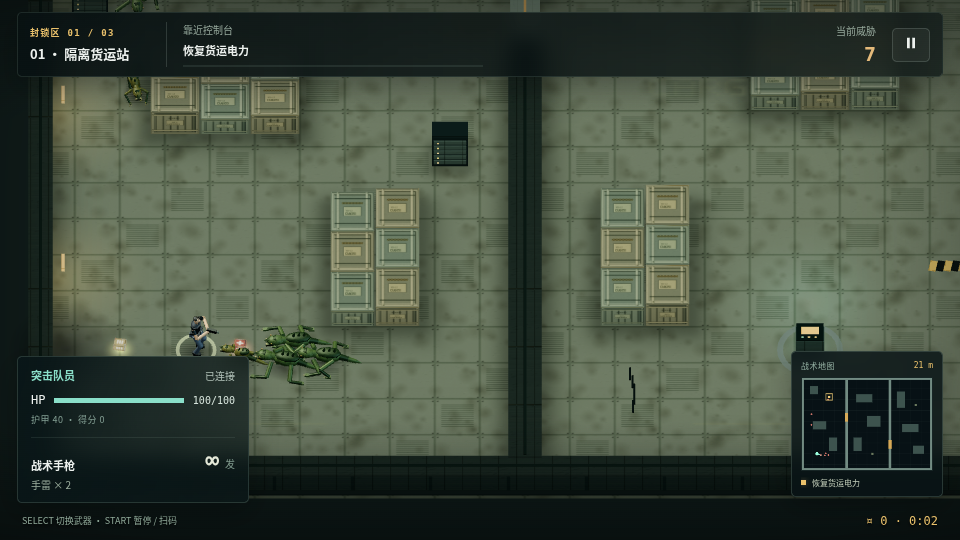 封锁区 01 / 03
01 · 隔离货运站
靠近控制台
恢复货运电力
当前威胁
7
突击队员
已连接
HP
100/100
护甲 40 · 得分 0
战术手枪
∞ 发
手雷 × 2
战术地图
21 m
恢复货运电力
SELECT 切换武器 · START 暂停 / 扫码
¤ 0 · 0:02